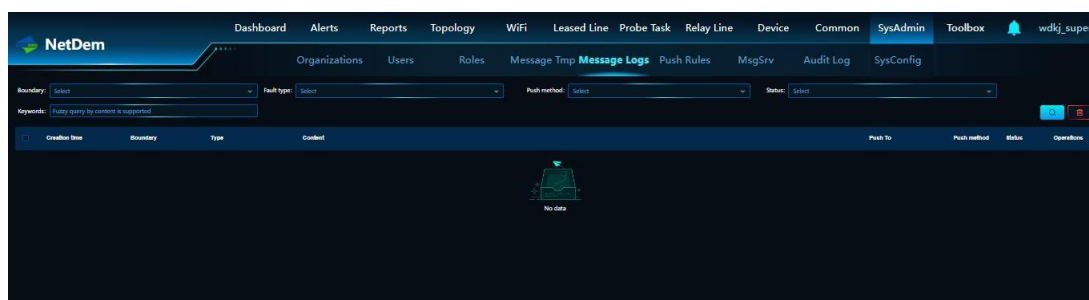 NetDem
Dashboard Alerts Reports Topology WiFi Leased Line Probe Task Relay Line Device Common SysAdmin Toolbox wdkj_supe
Organizations Users Roles Message Tmp Message Logs Push Rules MsgSrv Audit Log SysConfig
Boundary: Select Fault type: Select Push method: Select Status: Select
Keywords: Fuzzy query by content is supported
Creation time Boundary Type Content Push To Push method Status Operations
No data